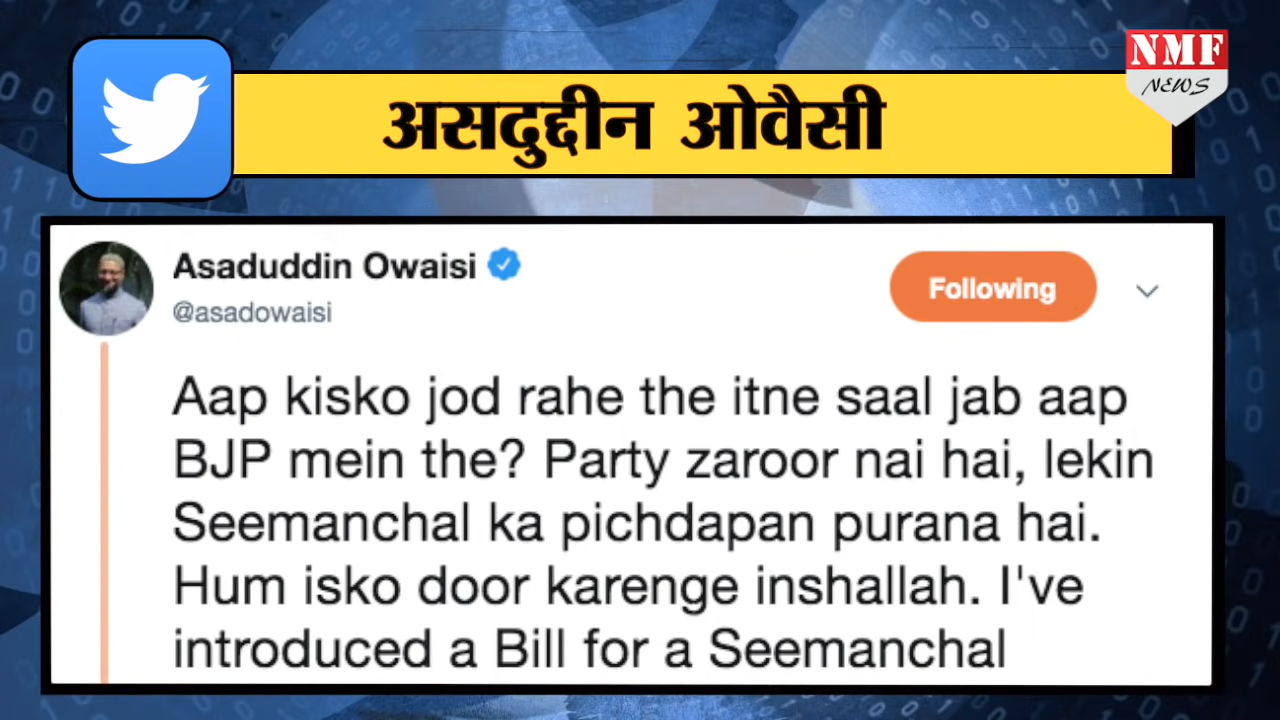 NMF
NEWS
असदुद्दीन ओवैसी
Asaduddin Owaisi
@asadowaisi
Following
Aap kisko jod rahe the itne saal jab aap
BJP mein the? Party zaroor nai hai, lekin
Seemanchal ka pichdapan purana hai.
Hum isko door karenge inshallah. I've
introduced a Bill for a Seemanchal